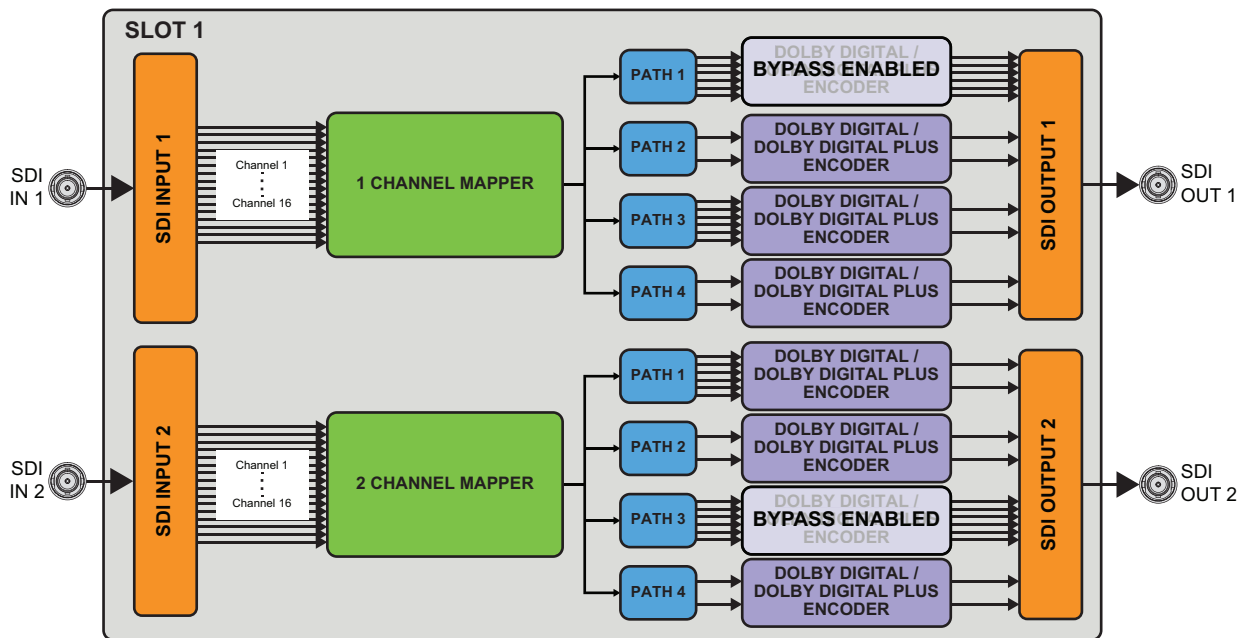 SLOT 1
SDI
IN 1
SDI INPUT 1
Channel 1
Channel 16
1 CHANNEL MAPPER
PATH 1
DOLBY DIGITAL /
BYPASS ENABLED
ENCODER
PATH 2
DOLBY DIGITAL /
DOLBY DIGITAL PLUS
ENCODER
PATH 3
DOLBY DIGITAL /
DOLBY DIGITAL PLUS
ENCODER
PATH 4
DOLBY DIGITAL /
DOLBY DIGITAL PLUS
ENCODER
SDI OUTPUT 1
SDI
OUT 1
SDI
IN 2
SDI INPUT 2
Channel 1
Channel 16
2 CHANNEL MAPPER
PATH 1
DOLBY DIGITAL /
DOLBY DIGITAL PLUS
ENCODER
PATH 2
DOLBY DIGITAL /
DOLBY DIGITAL PLUS
ENCODER
PATH 3
DOLBY DIGITAL /
BYPASS ENABLED
ENCODER
PATH 4
DOLBY DIGITAL /
DOLBY DIGITAL PLUS
ENCODER
SDI OUTPUT 2
SDI
OUT 2